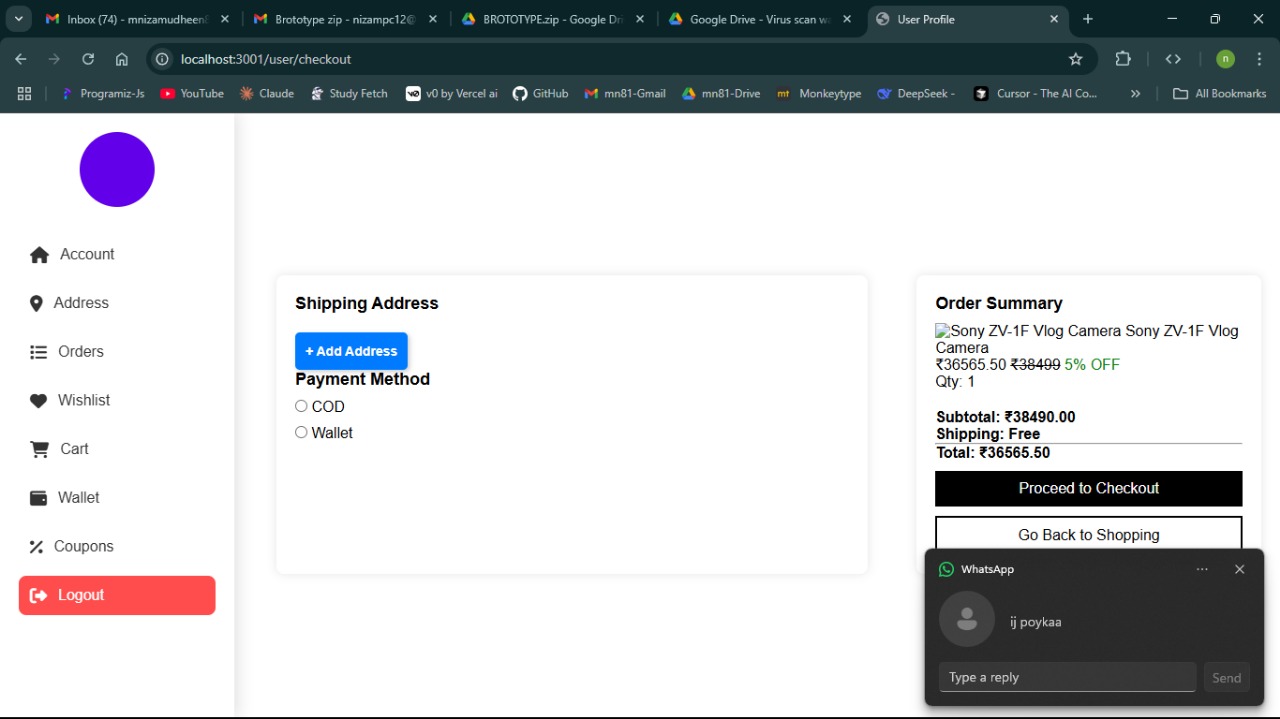 Inbox (74) - mnizamudheen
Brototype zip - nizampc12@
BROTOTYPE.zip - Google Dr
Google Drive - Virus scan w
User Profile
localhost:3001/user/checkout
n
Programiz-Js
YouTube
Claude
Study Fetch
v0 by Vercel ai
GitHub
mn81-Gmail
mn81-Drive
mt Monkeytype
DeepSeek -
Cursor - The AI Co...
All Bookmarks
Account
Address
Orders
Wishlist
Cart
Wallet
Coupons
Logout
Shipping Address
+ Add Address
Payment Method
COD
Wallet
Order Summary
Sony ZV-1F Vlog Camera Sony ZV-1F Vlog
Camera
₹36565.50 ₹38499 5% OFF
Qty: 1
Subtotal: ₹38490.00
Shipping: Free
Total: ₹36565.50
Proceed to Checkout
Go Back to Shopping
WhatsApp
ij poykaa
Type a reply
Send